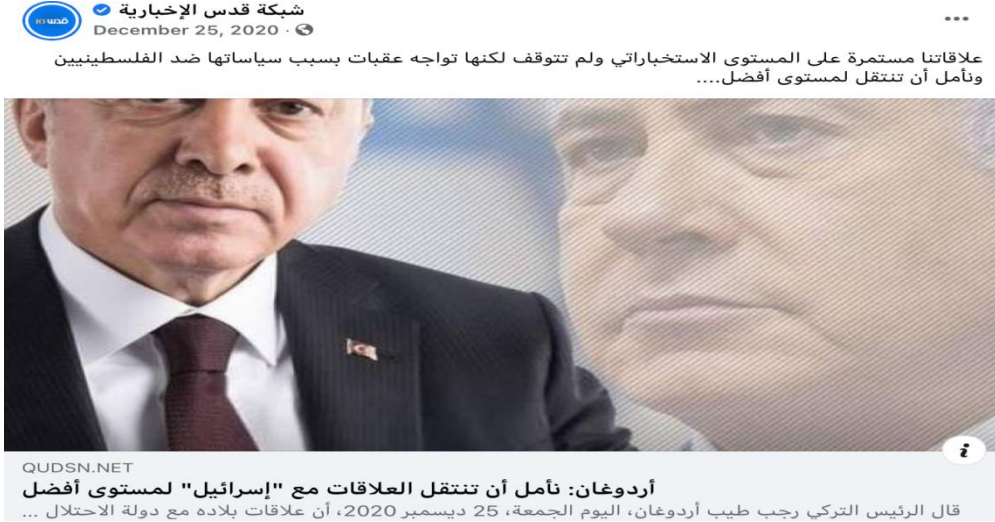 شبكة قدس الإخبارية
December 25, 2020 ·
علاقاتنا مستمرة على المستوى الاستخباراتي ولم تتوقف لكنها تواجه عقبات بسبب سياساتها ضد الفلسطينيين
ونأمل أن تنتقل لمستوى أفضل....
QUDSN.NET
أردوغان: نأمل أن تنتقل العلاقات مع "إسرائيل" لمستوى أفضل
قال الرئيس التركي رجب طيب أردوغان، اليوم الجمعة، 25 ديسمبر 2020، أن علاقات بلاده مع دولة الاحتلال ...